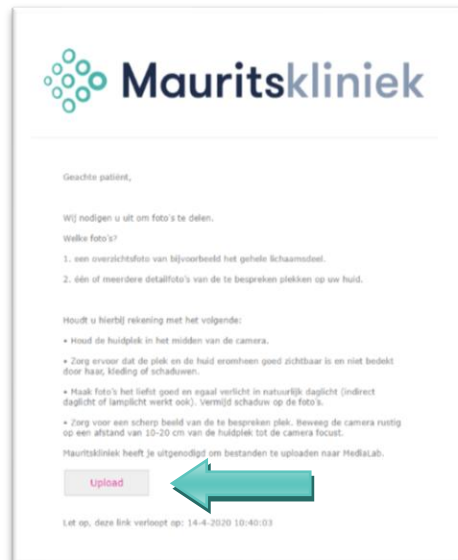 Mauritskliniek
Geachte patiënt,
Wij nodigen u uit om foto's te delen.
Welke foto's?
1. een overzichtsfoto van bijvoorbeeld het gehele lichaamsdeel.
2. één of meerdere detailfoto's van de te bespreken plekken op uw huid.
Houdt u hierbij rekening met het volgende:
• Houd de huidplek in het midden van de camera.
• Zorg ervoor dat de plek en de huid eromheen goed zichtbaar is en niet bedekt
door haar, kleding of schaduwen.
• Maak foto's het liefst goed en egaal verlicht in natuurlijk daglicht (indirect
daglicht of lamplicht werkt ook). Vermijd schaduw op de foto's.
• Zorg voor een scherp beeld van de te bespreken plek. Beweeg de camera rustig
op een afstand van 10-20 cm van de huidplek tot de camera focust.
Mauritskliniek heeft je uitgenodigd om bestanden te uploaden naar MediaLab.
Upload
Let op, deze link verloopt op: 14-4-2020 10:40:03